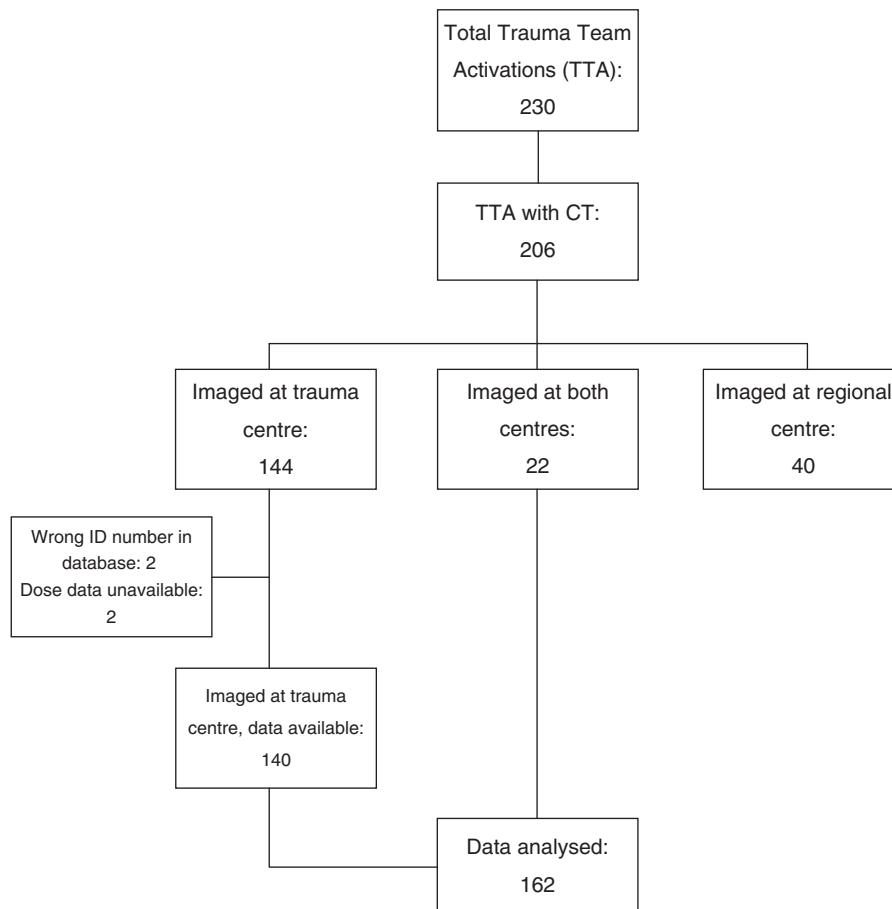 Total Trauma Team
Activations (TTA):
230
TTA with CT:
206
Imaged at trauma
centre:
144
Imaged at both
centres:
22
Imaged at regional
centre:
40
Wrong ID number in
database: 2
Dose data unavailable:
2
Imaged at trauma
centre, data available:
140
Data analysed:
162